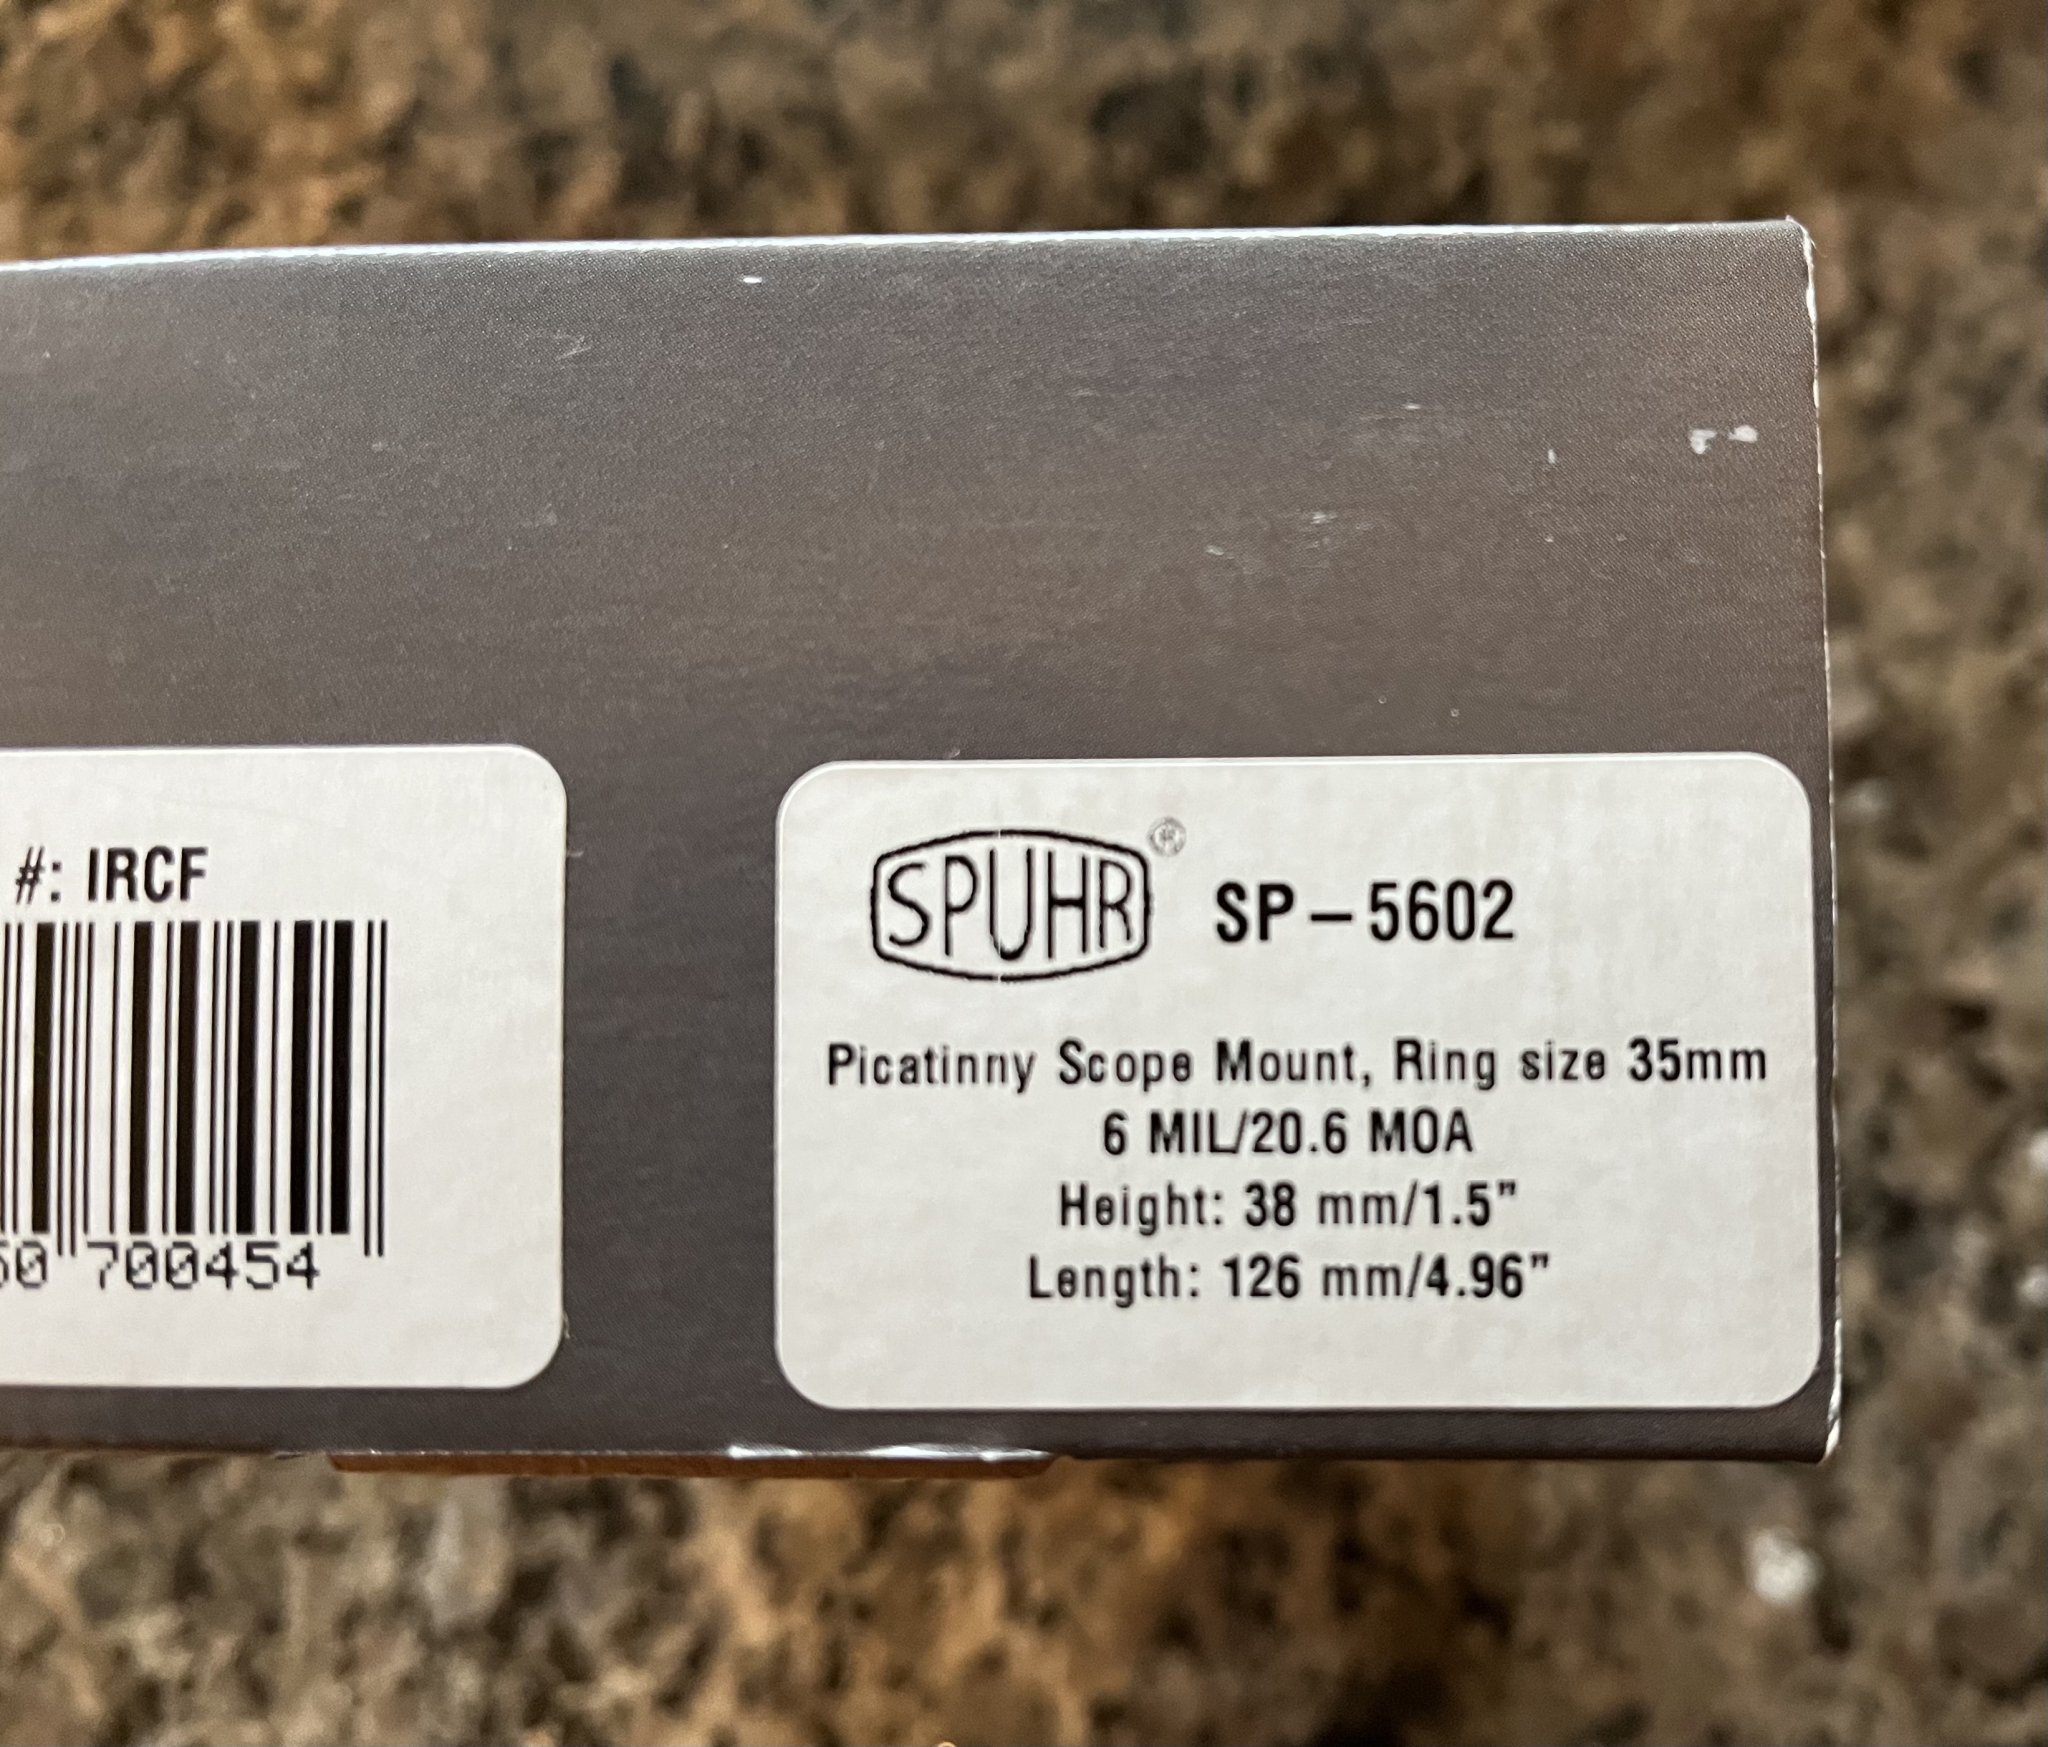 #: IRCF
700454
SPUHR® SP-5602
Picatinny Scope Mount, Ring size 35mm
6 MIL/20.6 MOA
Height: 38 mm/1.5”
Length: 126 mm/4.96”